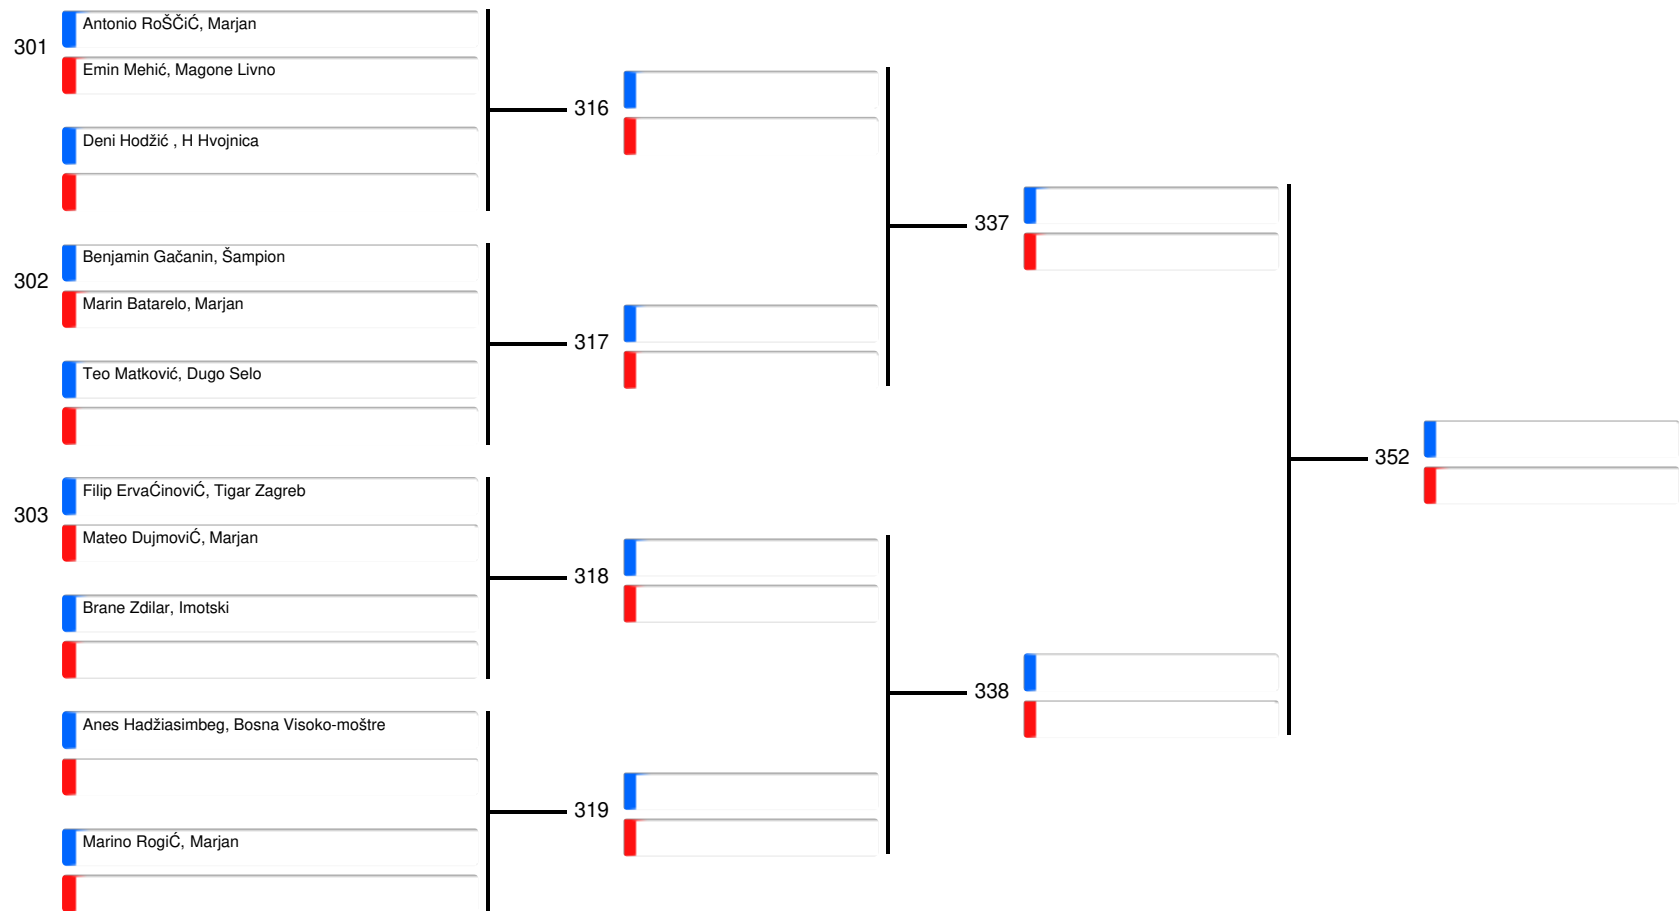 Antonio RoŠČiĆ, Marjan
301
Emin Mehić, Magone Livno
316
Deni Hodžić , H Hvojnica
337
Benjamin Gačanin, Šampion
302
Marin Batarelo, Marjan
317
Teo Matković, Dugo Selo
352
Filip ErvaĆinoviĆ, Tigar Zagreb
303
Mateo DujmoviĆ, Marjan
318
Brane Zdilar, Imotski
338
Anes Hadžiasimbeg, Bosna Visoko-moštre
319
Marino RogiĆ, Marjan